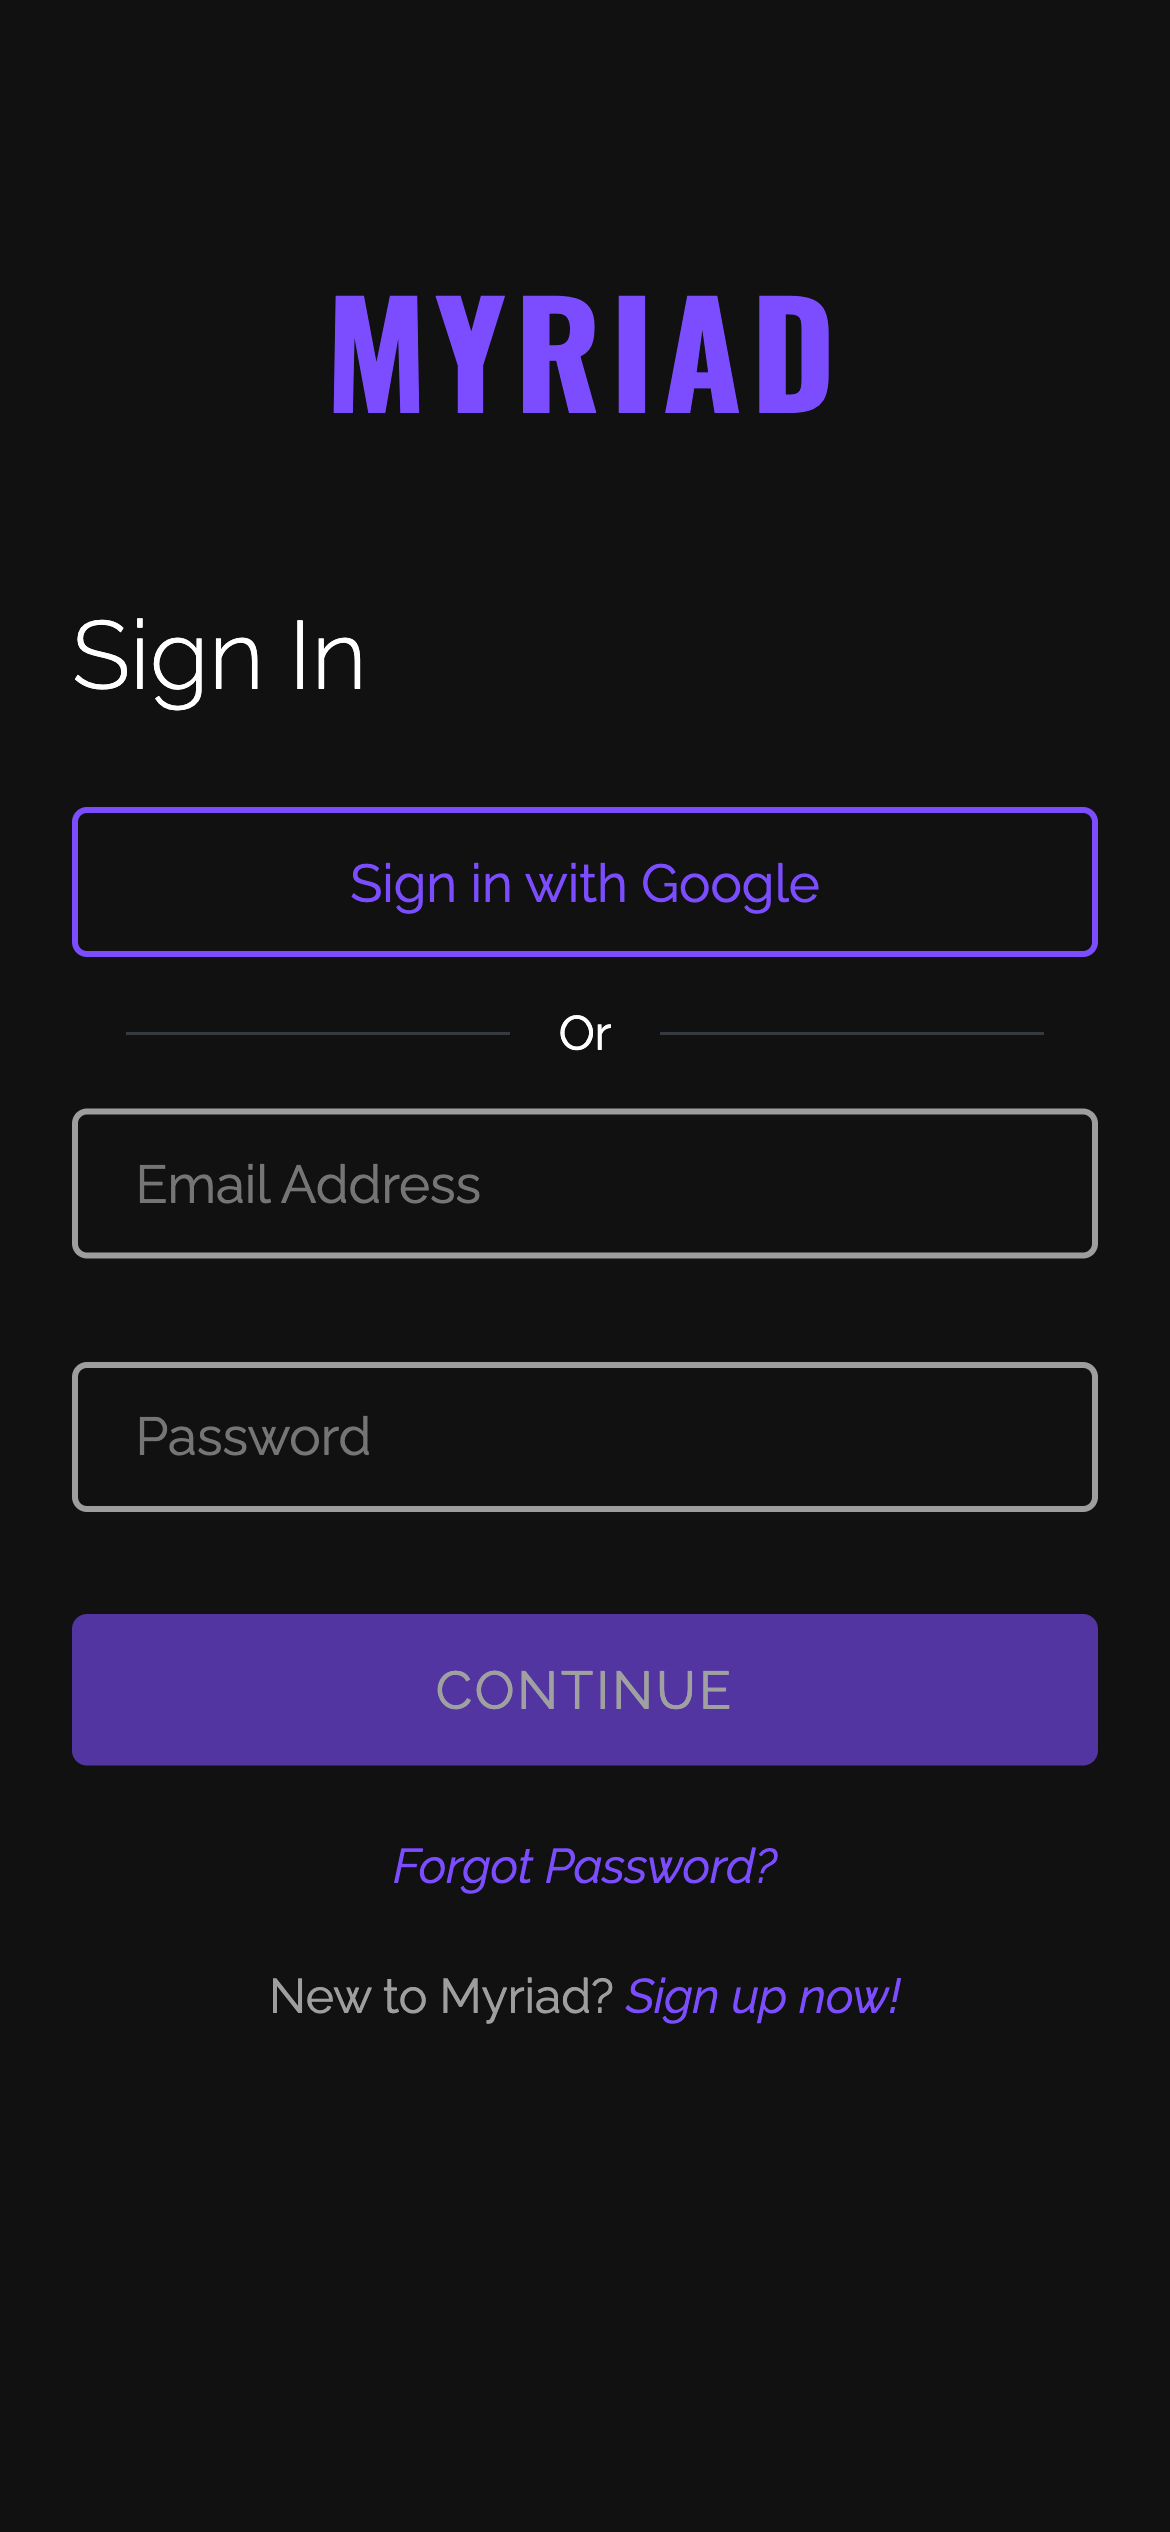 MYRIAD
Sign In
Sign in with Google
Or
Email Address
Password
CONTINUE
Forgot Password?
New to Myriad? Sign up now!